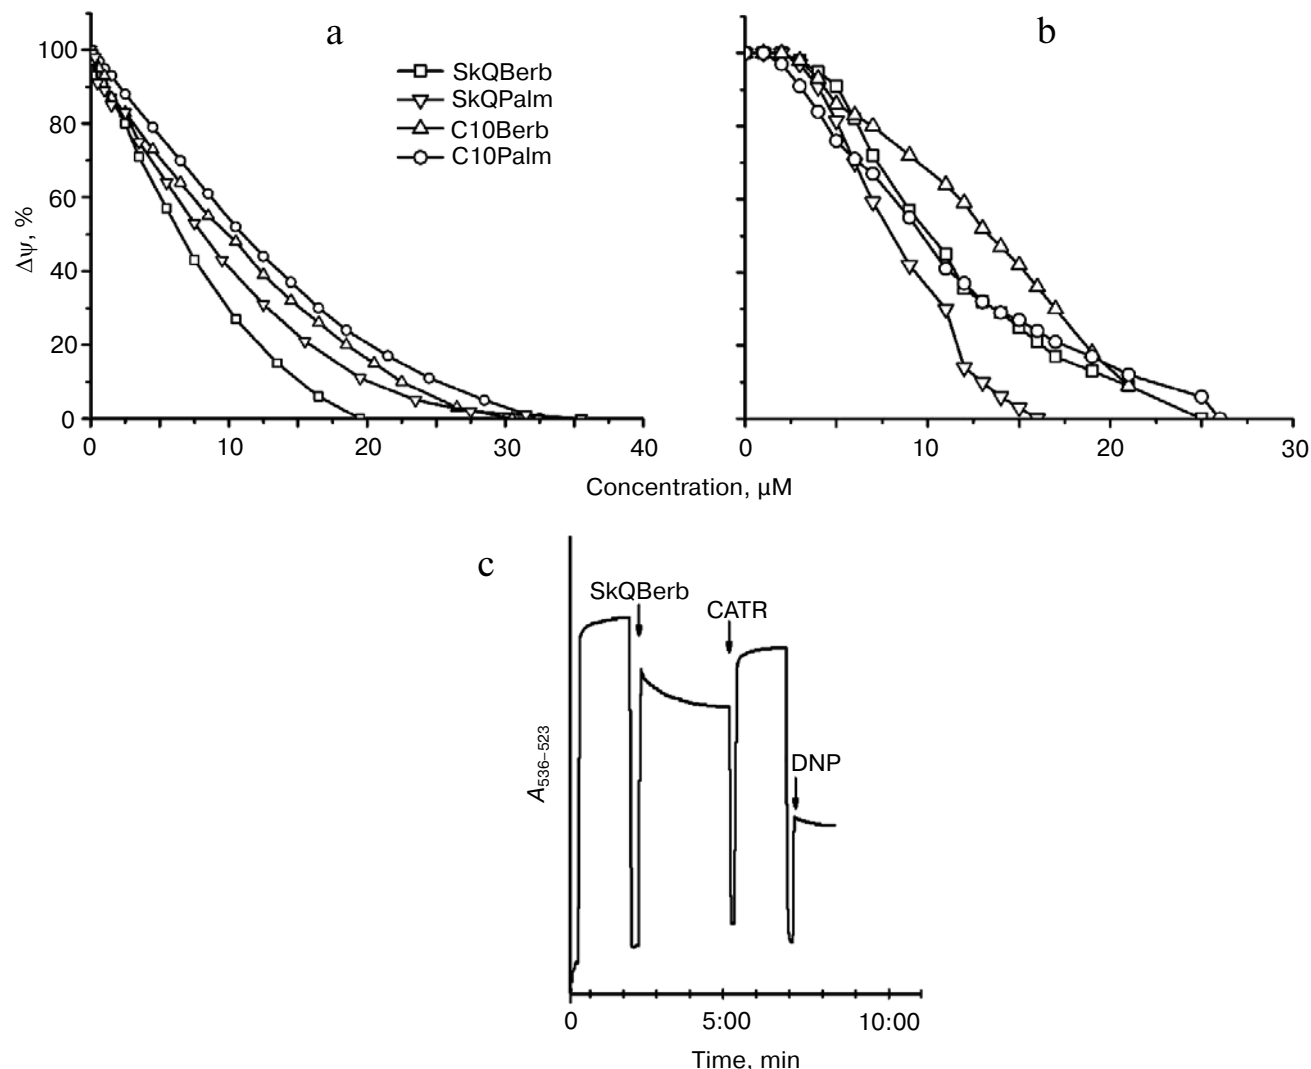 a
b
100
80
60
40
20
0
Δψ, %
SkQBerb
SkQPalm
C10Berb
C10Palm
0 10 20 30 40
0 10 20 30
Concentration, μM
c
SkQBerb
CATR
DNP
A536–523
0 5:00 10:00
Time, min